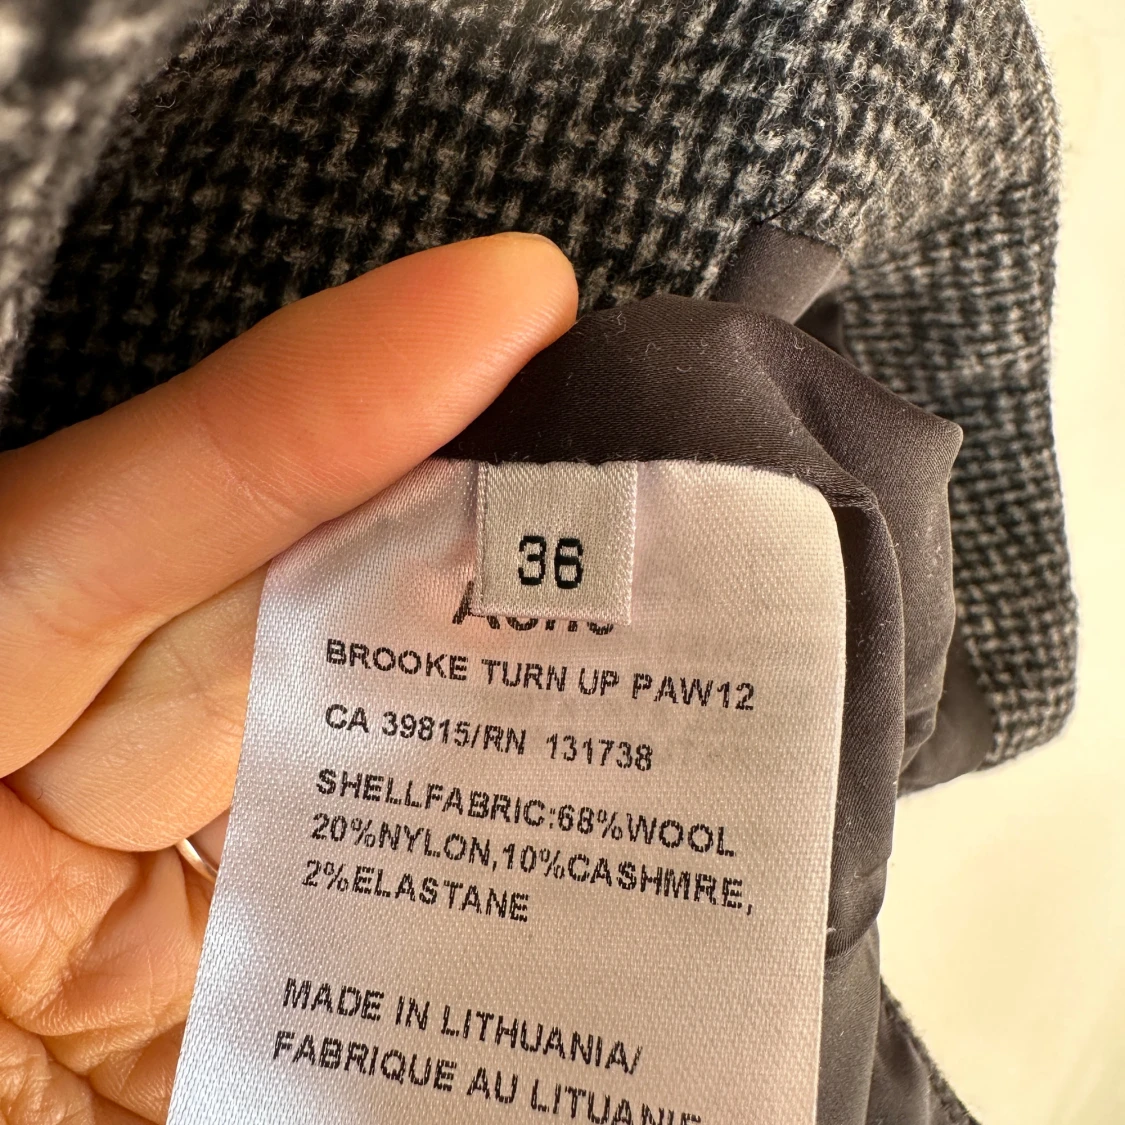 36
Acne
BROOKE TURN UP PAW12
CA 39815/RN 131738
SHELLFABRIC:68%WOOL
20%NYLON,10%CASHMRE,
2%ELASTANE
MADE IN LITHUANIA/
FABRIQUE AU LITUANIE